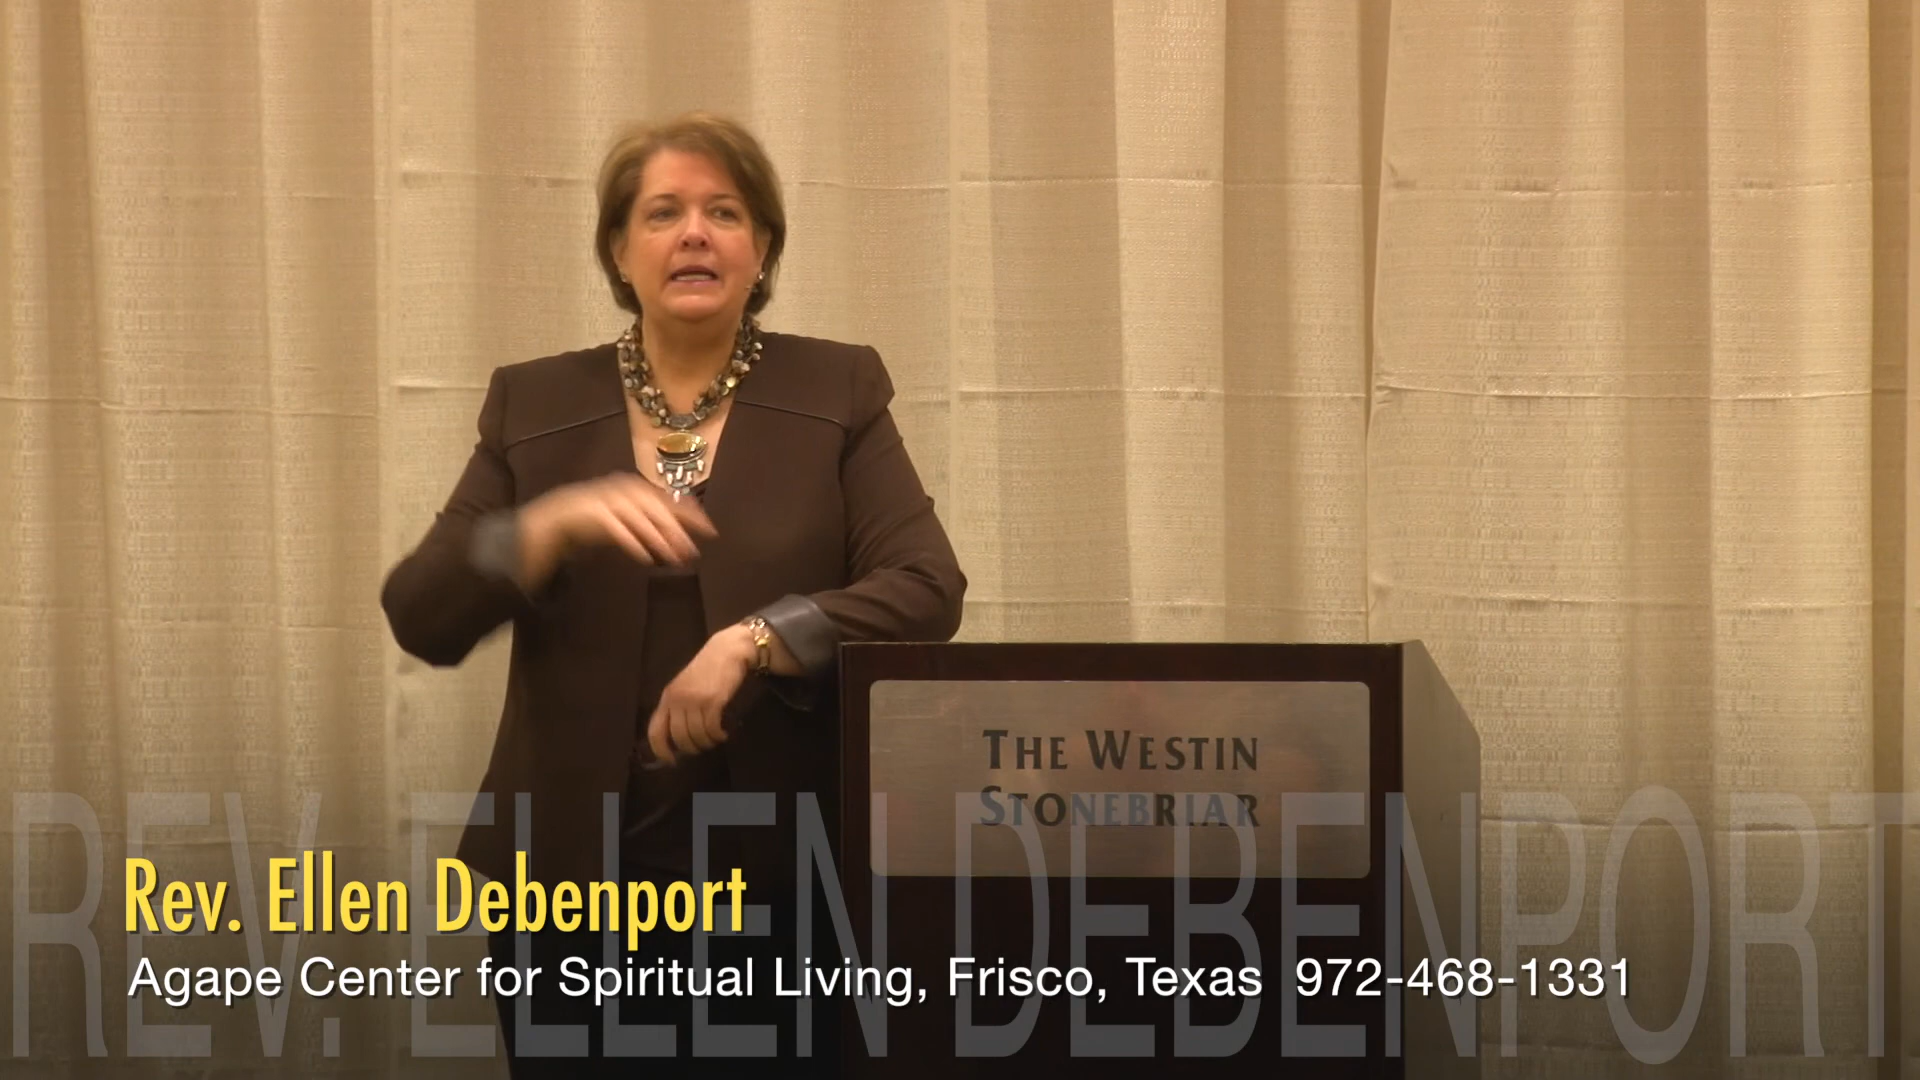 THE WESTIN
STONEBRIAR
REV. ELLEN DEBENPORT
Rev. Ellen Debenport
Agape Center for Spiritual Living, Frisco, Texas 972-468-1331